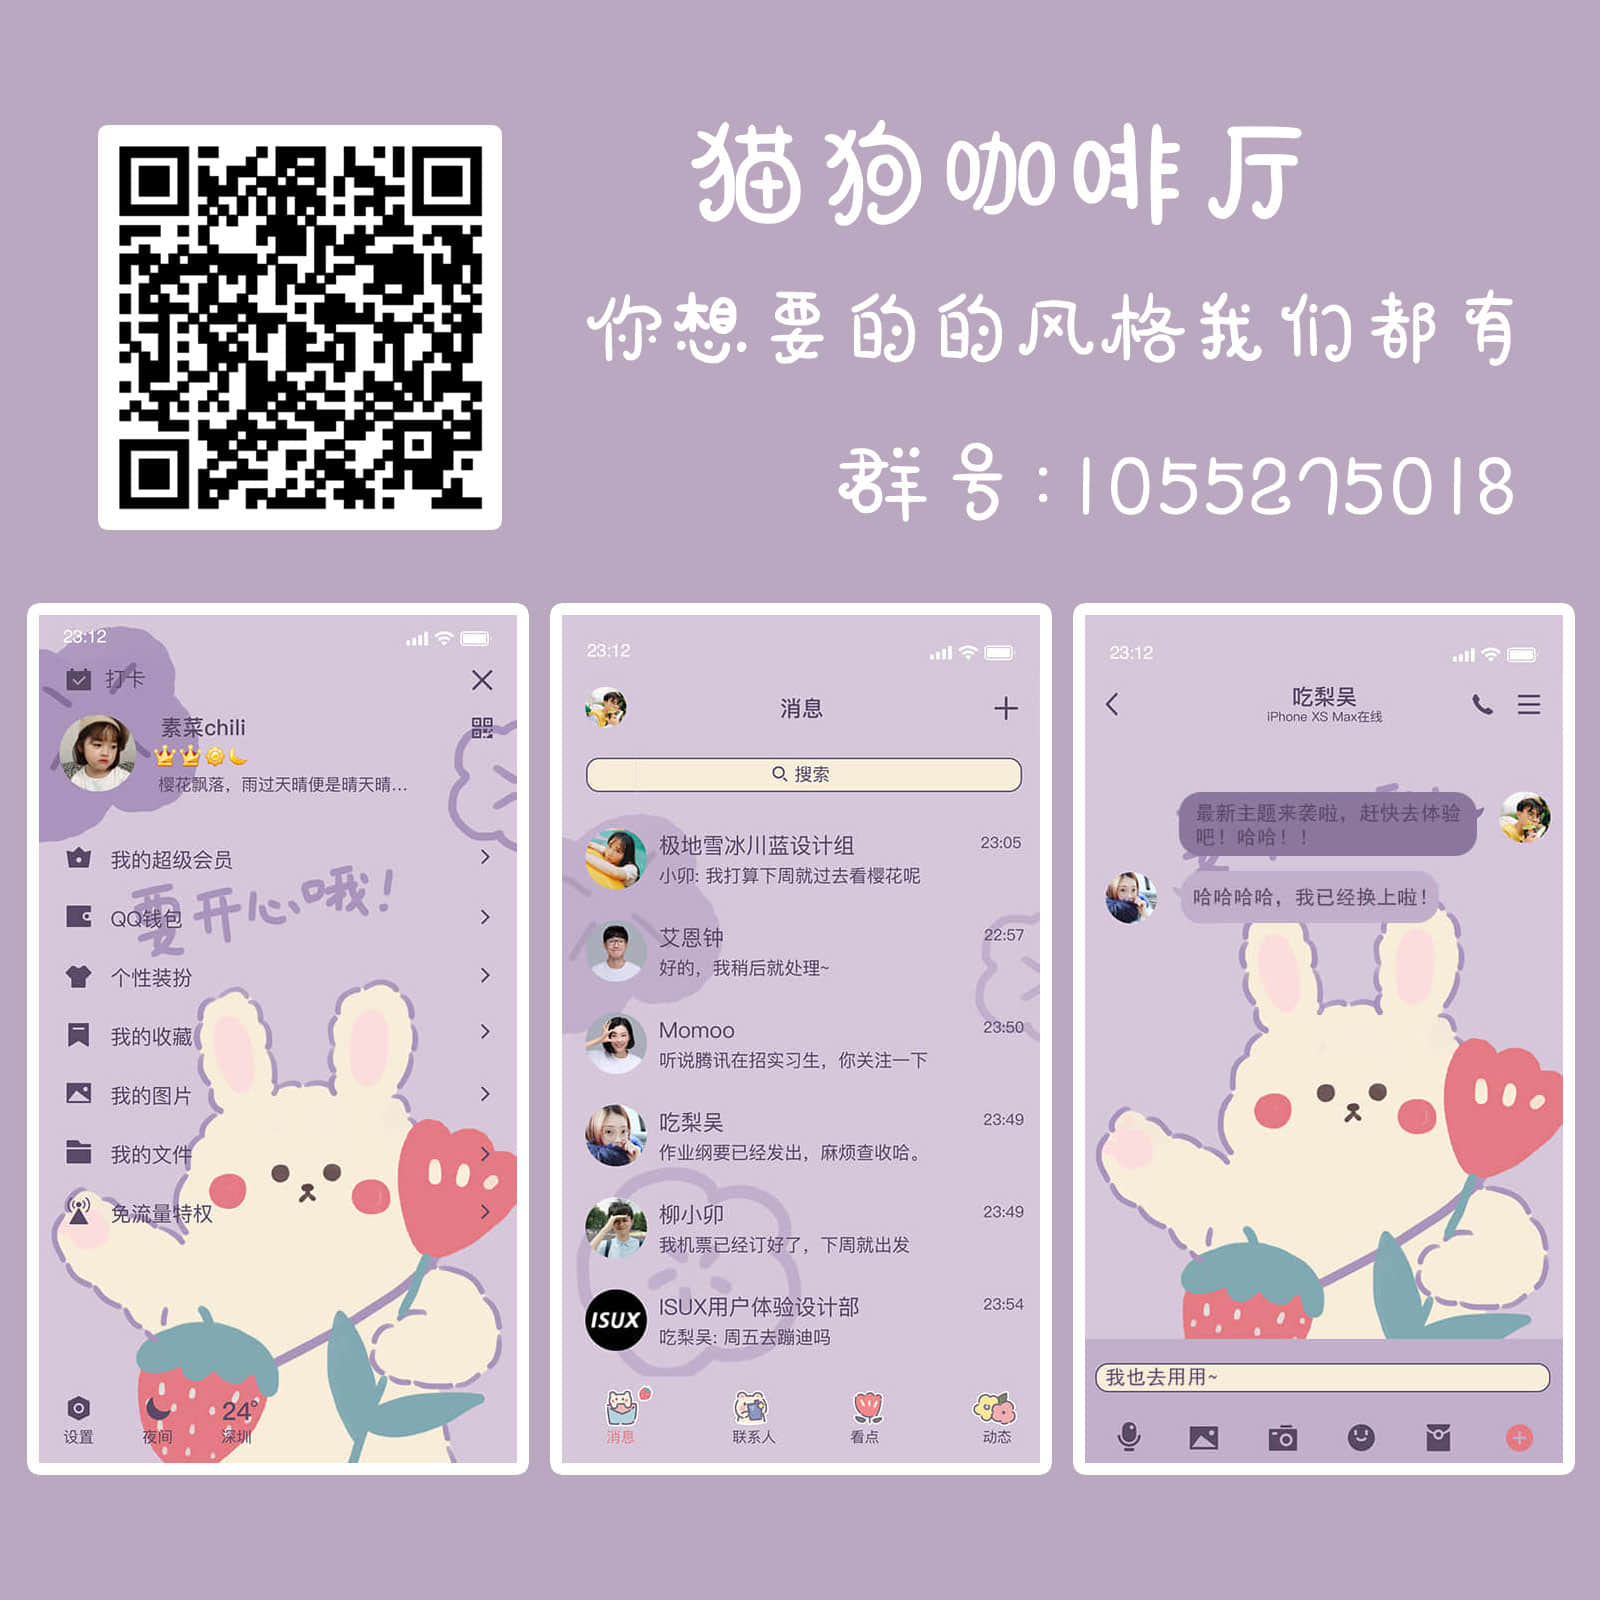 猫狗咖啡厅
你想要的的风格我们都有
群号:1055275018
23:12
打卡
素菜chili
樱花飘落，雨过天晴便是晴天晴...
我的超级会员
要开心哦!
QQ钱包
个性装扮
我的收藏
我的图片
我的文件
免流量特权
24°
设置
夜间
深圳
23:12
消息
搜索
极地雪冰川蓝设计组
23:05
小卯: 我打算下周就过去看樱花呢
艾恩钟
22:57
好的，我稍后就处理~
Momoo
23:50
听说腾讯在招实习生，你关注一下
吃梨吴
23:49
作业纲要已经发出，麻烦查收哈。
柳小卯
23:49
我机票已经订好了，下周就出发
ISUX
ISUX用户体验设计部
23:54
吃梨吴: 周五去蹦迪吗
消息
联系人
看点
动态
23:12
吃梨吴
iPhone XS Max在线
最新主题来袭啦，赶快去体验
吧！哈哈！！
哈哈哈哈，我已经换上啦！
我也去用用~